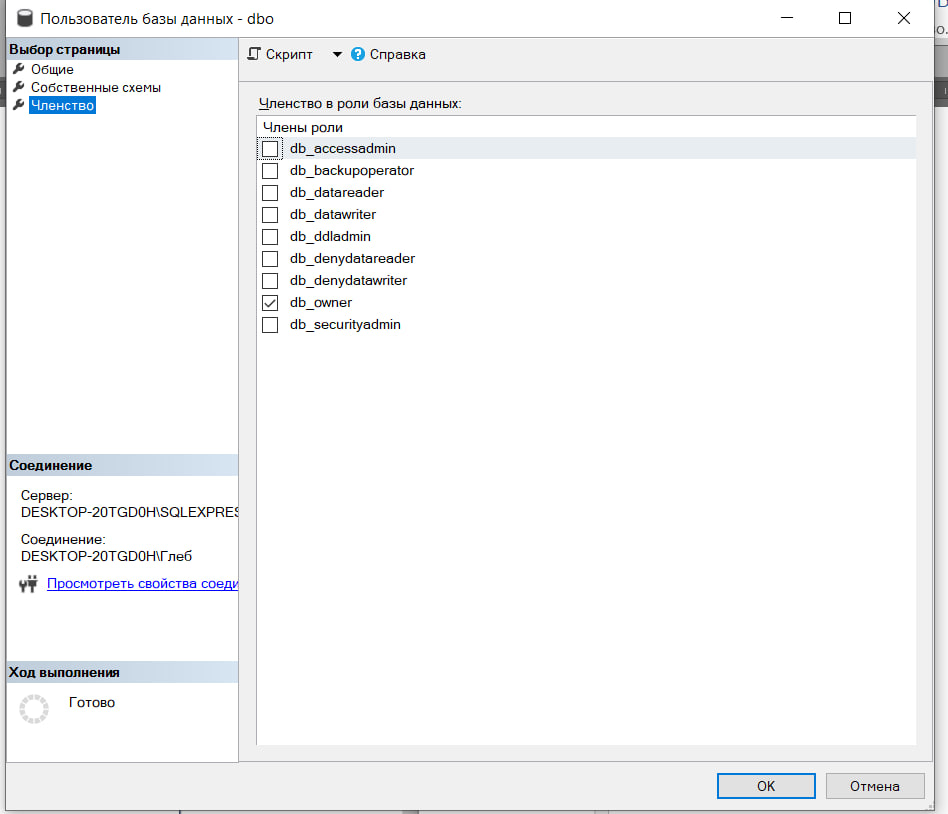 Пользователь базы данных - dbo
Выбор страницы
Общие
Собственные схемы
Членство
Скрипт
Справка
Членство в роли базы данных:
Члены роли
db_accessadmin
db_backupoperator
db_datareader
db_datawriter
db_ddladmin
db_denydatareader
db_denydatawriter
db_owner
db_securityadmin
Соединение
Сервер:
DESKTOP-20TGD0H\SQLEXPRES
Соединение:
DESKTOP-20TGD0H\Глеб
Просмотреть свойства соеди
Ход выполнения
Готово
OK
Отмена